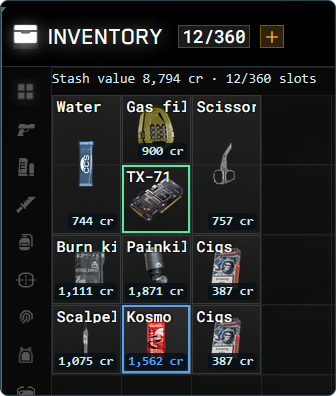 INVENTORY 12/360 +
Stash value 8,794 cr · 12/360 slots
Water Gas fil Scissor
900 cr
TX-71
744 cr 757 cr
Burn ki Painkil Cigs
1,111 cr 1,871 cr 387 cr
Scalpel Kosmo Cigs
1,075 cr 1,562 cr 387 cr